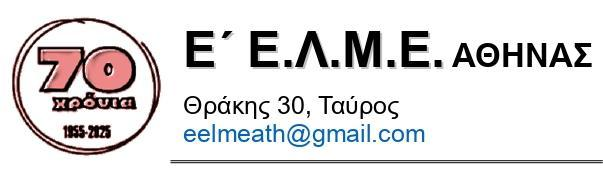 70
χρόνια
1955-2025
Ε΄ Ε.Λ.Μ.Ε. ΑΘΗΝΑΣ
Θράκης 30, Ταύρος
eelmeath@gmail.com